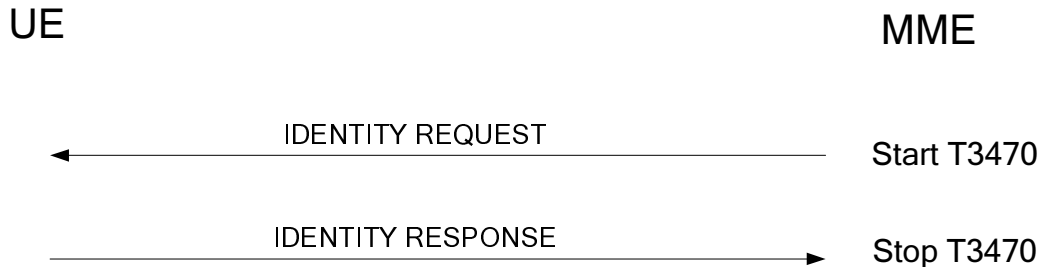 UE
MME
IDENTITY REQUEST
Start T3470
IDENTITY RESPONSE
Stop T3470